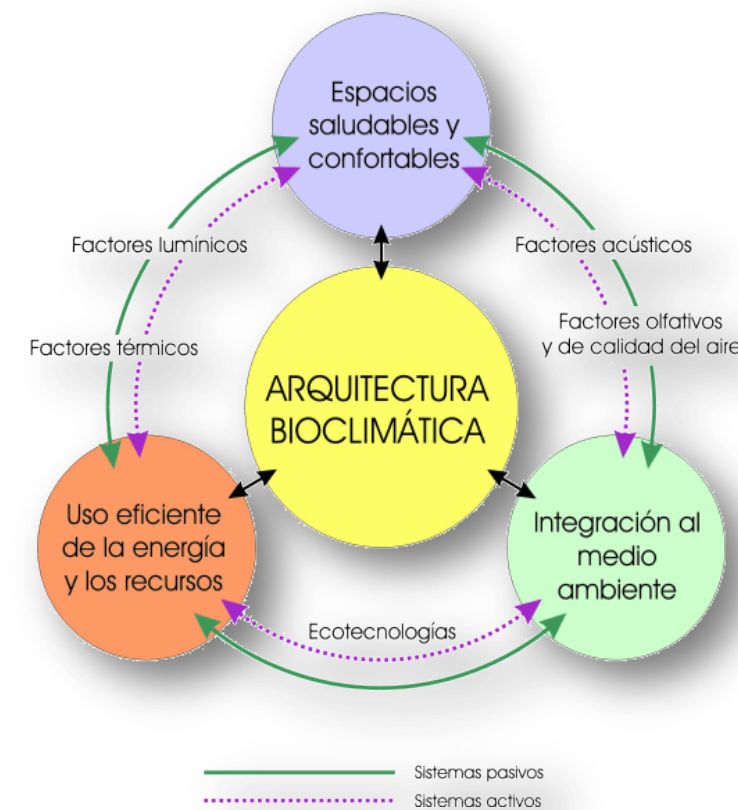 Espacios
saludables y
confortables
Factores lumínicos
Factores acústicos
Factores térmicos
Factores olfativos
y de calidad del aire
ARQUITECTURA
BIOCLIMÁTICA
Uso eficiente
de la energía
y los recursos
Integración al
medio
ambiente
Ecotecnologías
Sistemas pasivos
Sistemas activos